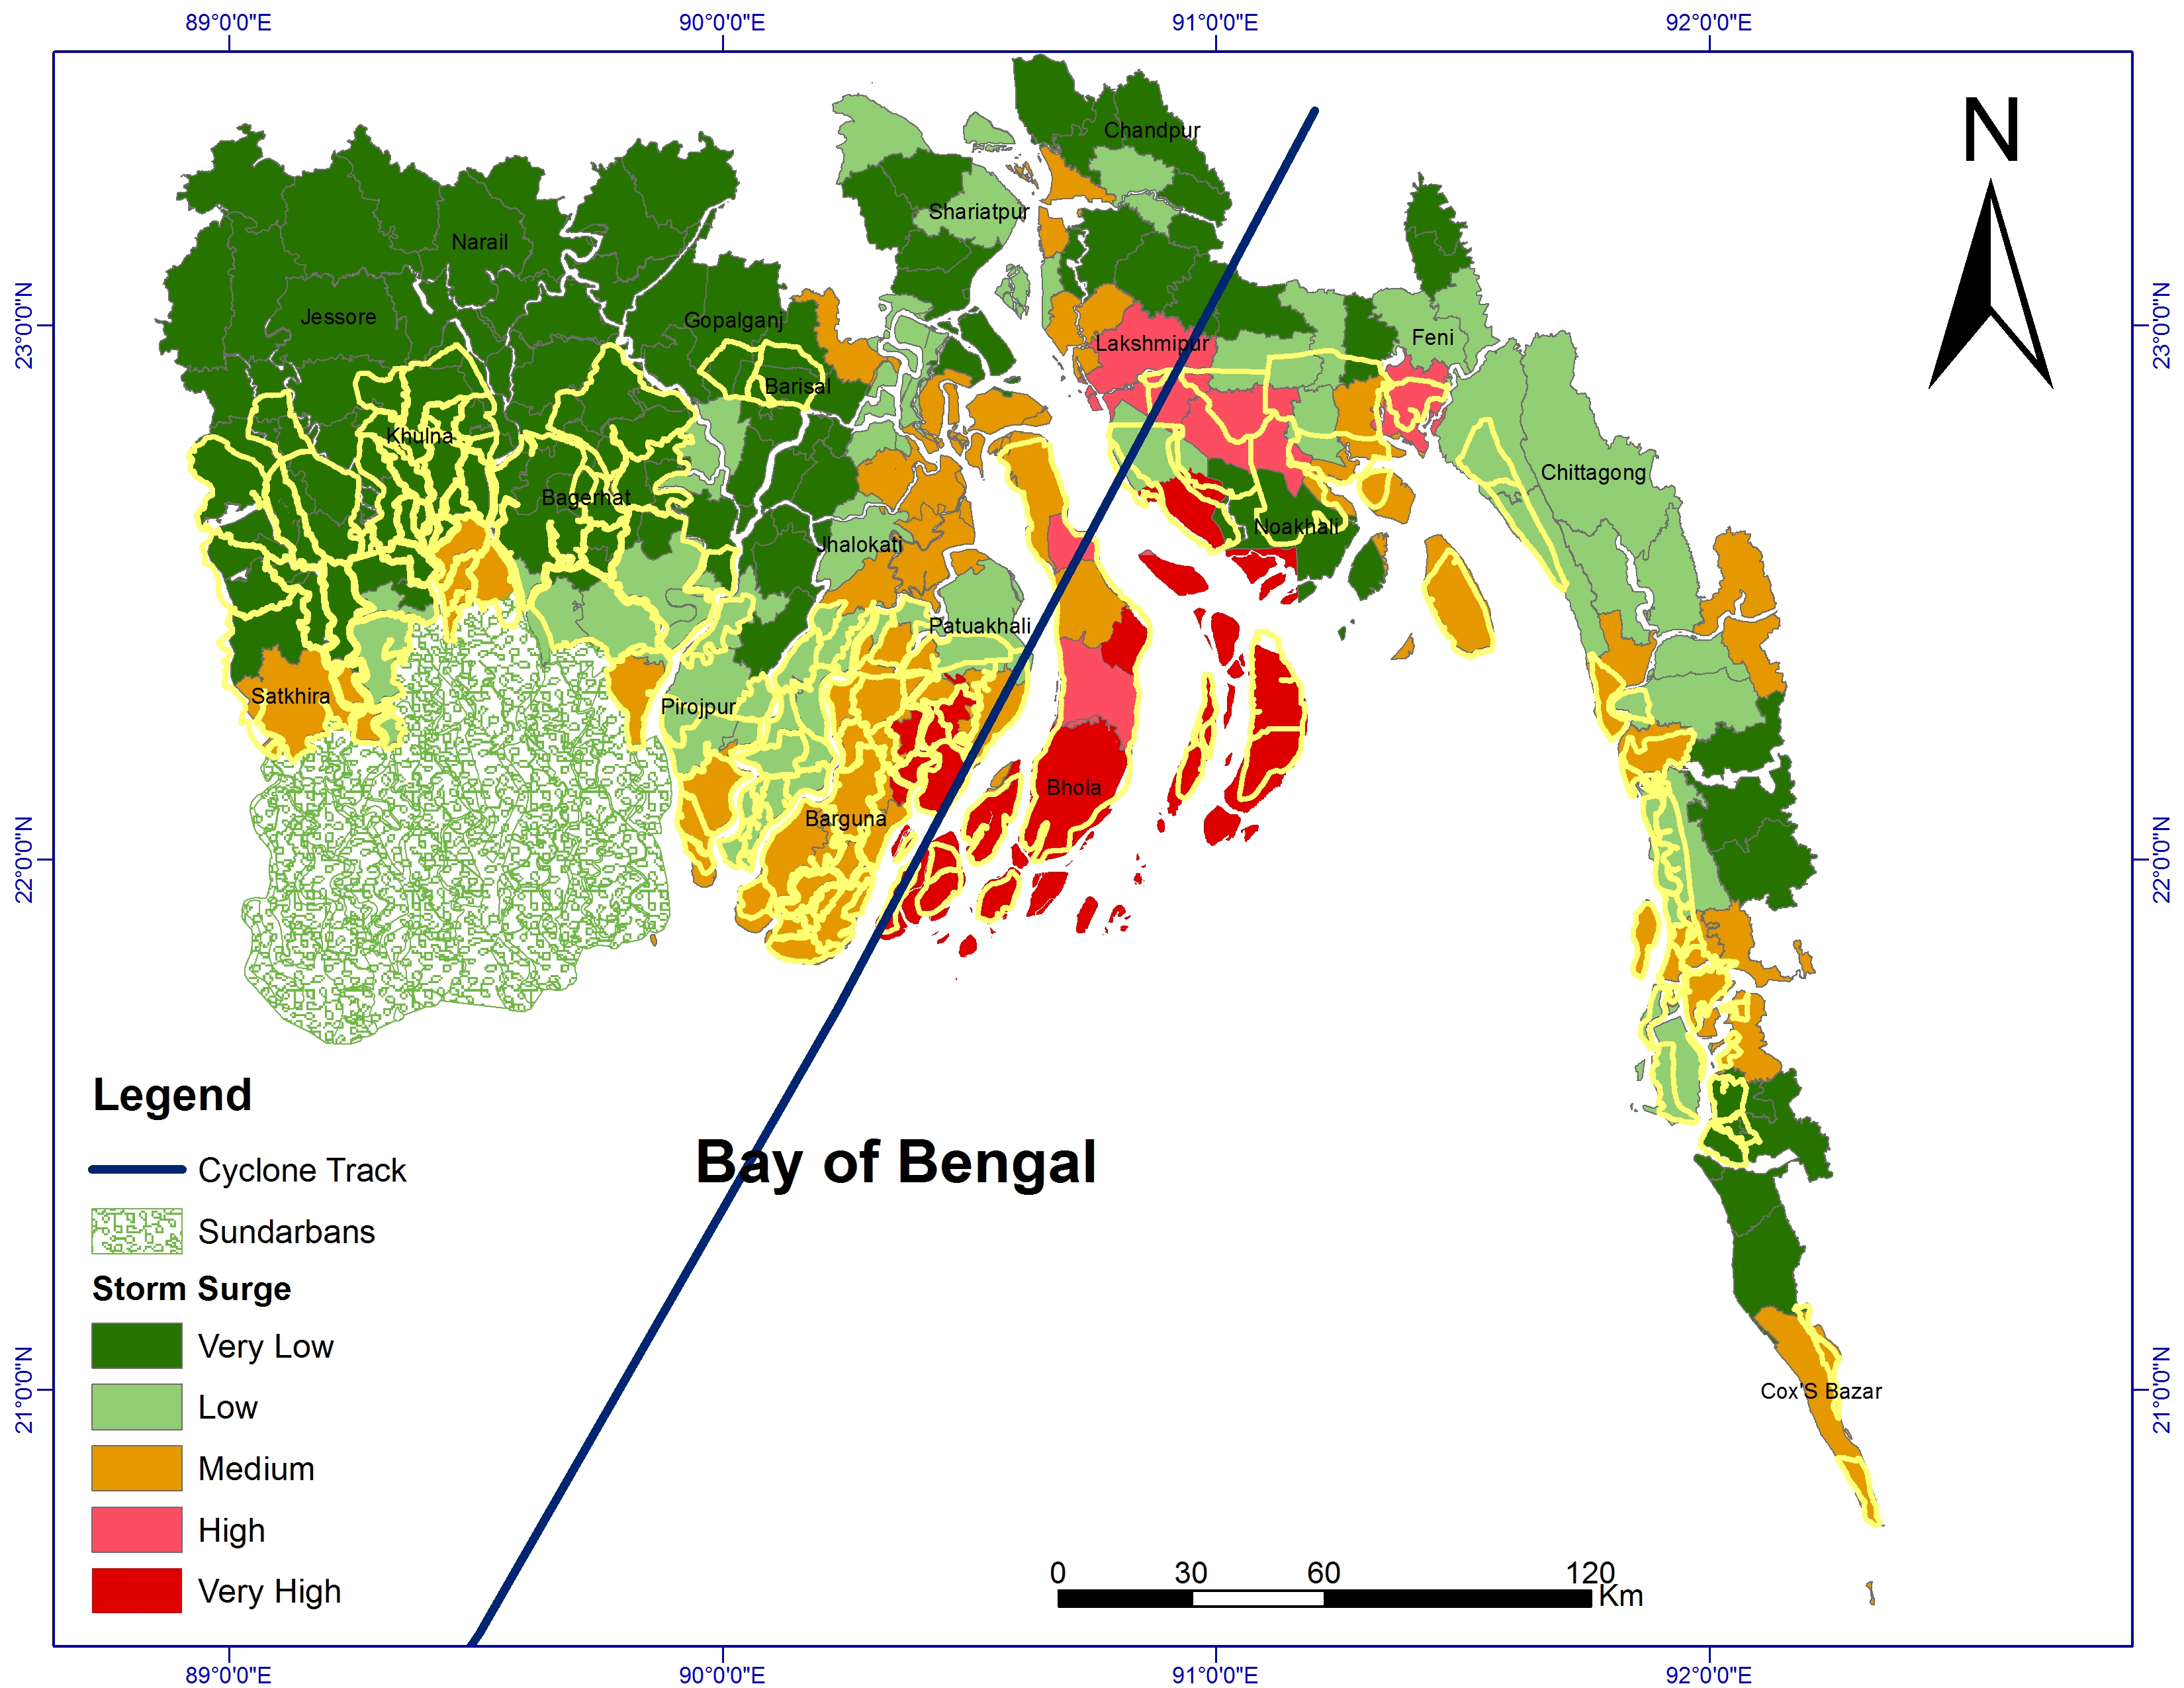 89°0'0"E 90°0'0"E 91°0'0"E 92°0'0"E
N
Chandpur
Shariatpur
Narail
23°0'0"N 23°0'0"N
Jessore
Gopalganj
Feni
Lakshmipur
Barisal
Khulna
Chittagong
Bagerhat
Noakhali
Jhalokati
Patuakhali
Satkhira
Pirojpur
Bhola
Barguna
22°0'0"N 22°0'0"N
Bay of Bengal
Cox'S Bazar
21°0'0"N 21°0'0"N
Legend
Cyclone Track
Sundarbans
Storm Surge
Very Low
Low
Medium
High
Very High
0 30 60 120
Km
89°0'0"E 90°0'0"E 91°0'0"E 92°0'0"E